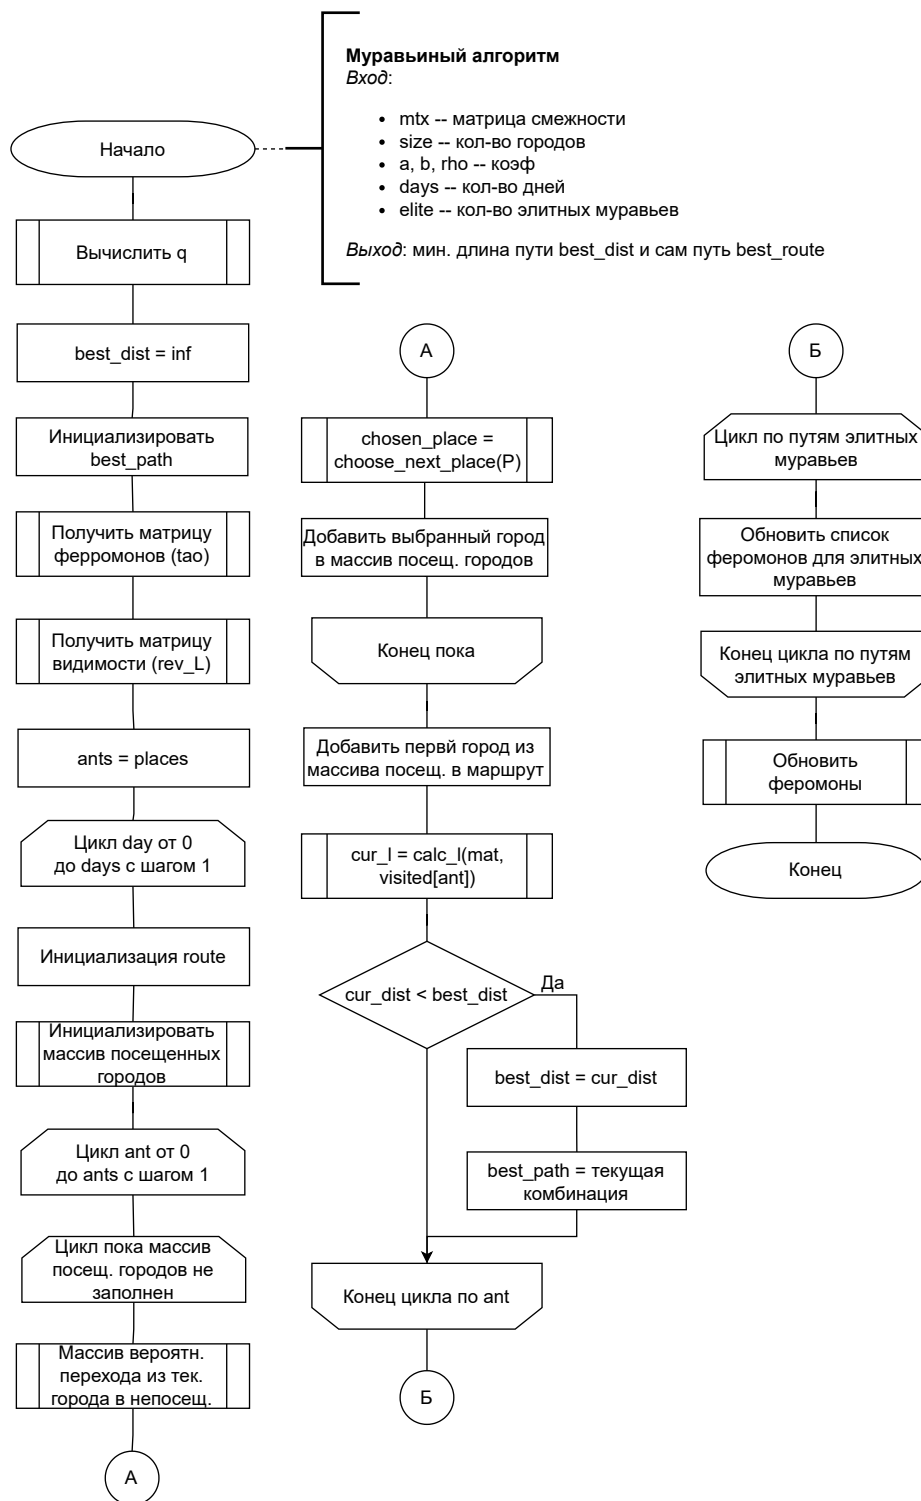 Муравьиный алгоритм
Вход:
• mtx -- матрица смежности
• size -- кол-во городов
• a, b, rho -- коэф
• days -- кол-во дней
• elite -- кол-во элитных муравьев
Выход: мин. длина пути best_dist и сам путь best_route
Начало
Вычислить q
best_dist = inf
Инициализировать
best_path
Получить матрицу
ферромонов (tao)
Получить матрицу
видимости (rev_L)
ants = places
Цикл day от 0
до days с шагом 1
Инициализация route
Инициализировать
массив посещенных
городов
Цикл ant от 0
до ants с шагом 1
Цикл пока массив
посещ. городов не
заполнен
Массив вероятн.
перехода из тек.
города в непосещ.
А
А
chosen_place =
choose_next_place(P)
Добавить выбранный город
в массив посещ. городов
Конец пока
Добавить первй город из
массива посещ. в маршрут
cur_l = calc_l(mat,
visited[ant])
cur_dist < best_dist
Да
best_dist = cur_dist
best_path = текущая
комбинация
Конец цикла по ant
Б
Б
Цикл по путям элитных
муравьев
Обновить список
феромонов для элитных
муравьев
Конец цикла по путям
элитных муравьев
Обновить
феромоны
Конец